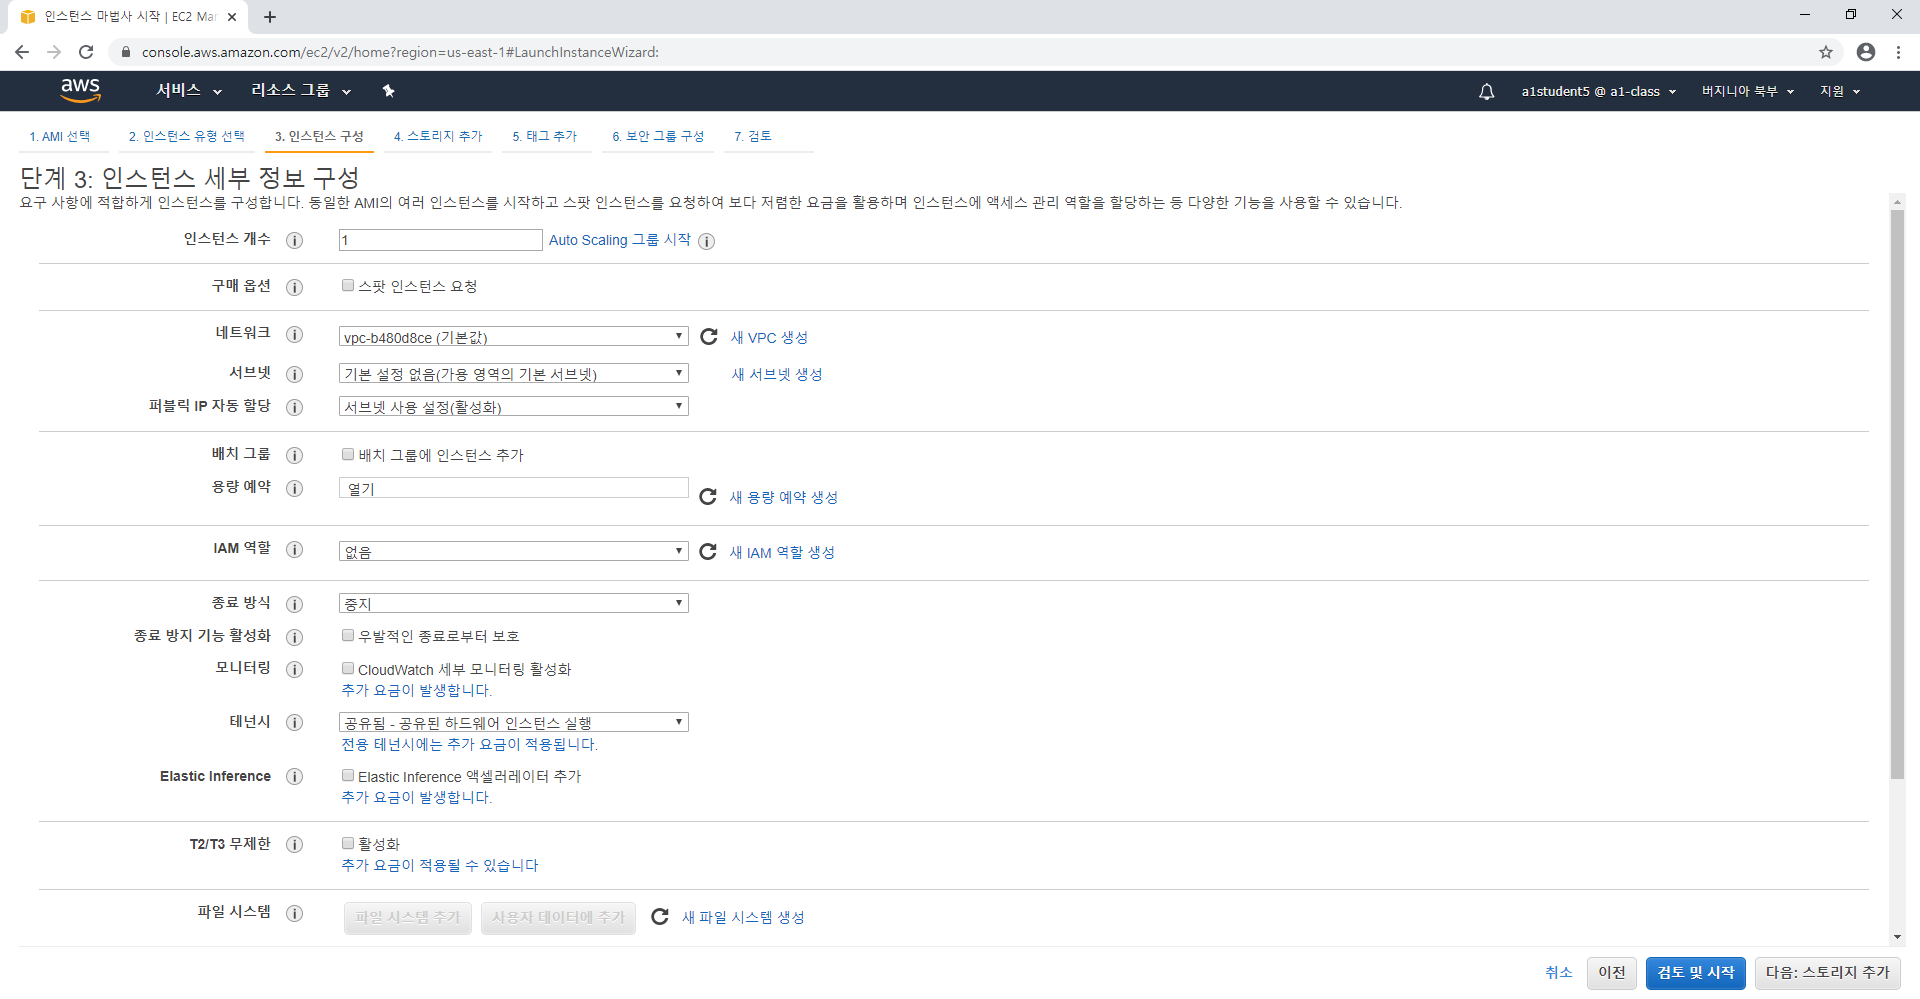 인스턴스 마법사 시작 | EC2 Mar
console.aws.amazon.com/ec2/v2/home?region=us-east-1#LaunchInstanceWizard:
aws 서비스 리소스 그룹 a1student5 @ a1-class 버지니아 북부 지원
1. AMI 선택 2. 인스턴스 유형 선택 3. 인스턴스 구성 4. 스토리지 추가 5. 태그 추가 6. 보안 그룹 구성 7. 검토
단계 3: 인스턴스 세부 정보 구성
요구 사항에 적합하게 인스턴스를 구성합니다. 동일한 AMI의 여러 인스턴스를 시작하고 스팟 인스턴스를 요청하여 보다 저렴한 요금을 활용하며 인스턴스에 액세스 관리 역할을 할당하는 등 다양한 기능을 사용할 수 있습니다.
인스턴스 개수 1 Auto Scaling 그룹 시작
구매 옵션 스팟 인스턴스 요청
네트워크 vpc-b480d8ce (기본값) 새 VPC 생성
서브넷 기본 설정 없음(가용 영역의 기본 서브넷) 새 서브넷 생성
퍼블릭 IP 자동 할당 서브넷 사용 설정(활성화)
배치 그룹 배치 그룹에 인스턴스 추가
용량 예약 열기 새 용량 예약 생성
IAM 역할 없음 새 IAM 역할 생성
종료 방식 중지
종료 방지 기능 활성화 우발적인 종료로부터 보호
모니터링 CloudWatch 세부 모니터링 활성화
추가 요금이 발생합니다.
테넌시 공유됨 - 공유된 하드웨어 인스턴스 실행
전용 테넌시에는 추가 요금이 적용됩니다.
Elastic Inference Elastic Inference 액셀러레이터 추가
추가 요금이 발생합니다.
T2/T3 무제한 활성화
추가 요금이 적용될 수 있습니다
파일 시스템 파일 시스템 추가 사용자 데이터에 추가 새 파일 시스템 생성
취소 이전 검토 및 시작 다음: 스토리지 추가